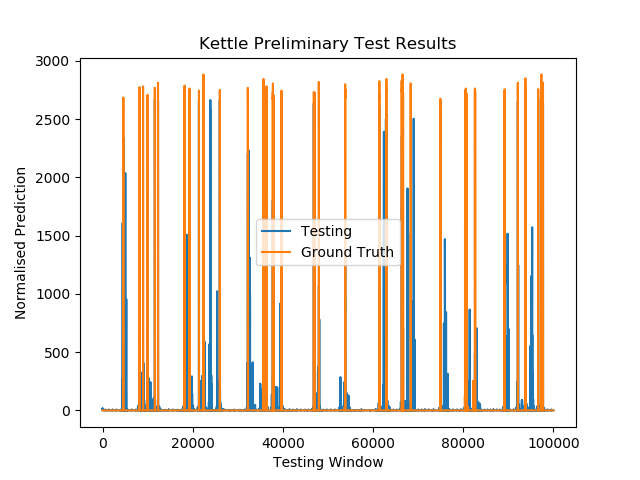 Kettle Preliminary Test Results
3000
2500
2000
1500
1000
500
0
Normalised Prediction
Testing
Ground Truth
0 20000 40000 60000 80000 100000
Testing Window